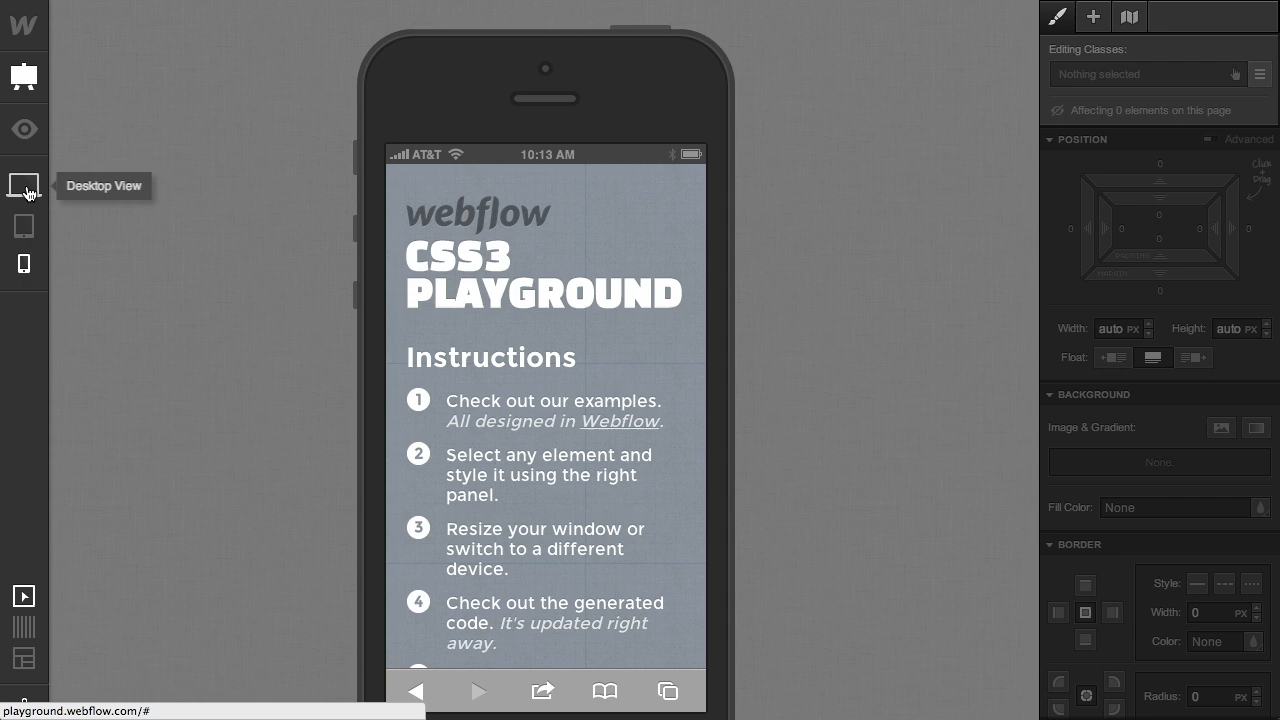 W
Editing Classes:
Nothing selected
Affecting 0 elements on this page
POSITION
Advanced
Click + Drag
0
0
0
0
0
0
0
0
PADDING
MARGIN
Width:
auto PX
Height:
auto PX
Float:
BACKGROUND
Image & Gradient:
None.
Fill Color:
None
BORDER
Style:
Width:
0 PX
Color:
None
Radius:
0 PX
Desktop View
AT&T
10:13 AM
webflow
CSS3
PLAYGROUND
Instructions
1 Check out our examples.
All designed in Webflow.
2 Select any element and
style it using the right
panel.
3 Resize your window or
switch to a different
device.
4 Check out the generated
code. It's updated right
away.
playground.webflow.com/#